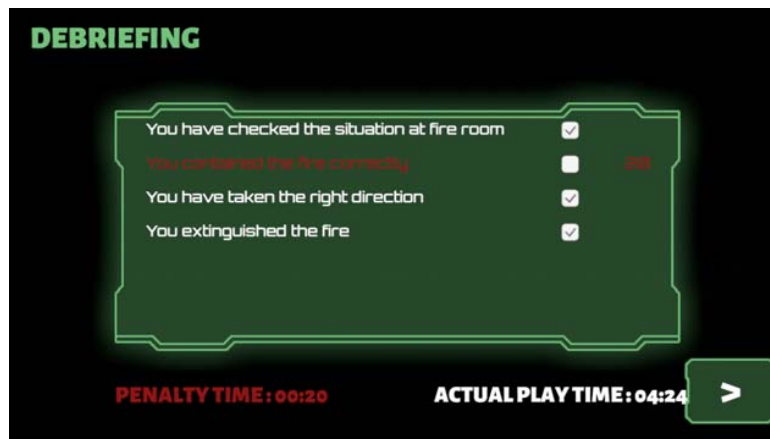 DEBRIEFING
You have checked the situation at fire room
You contained the fire correctly
You have taken the right direction
You extinguished the fire
PENALTY TIME: 00:20
ACTUAL PLAY TIME: 04:24
>